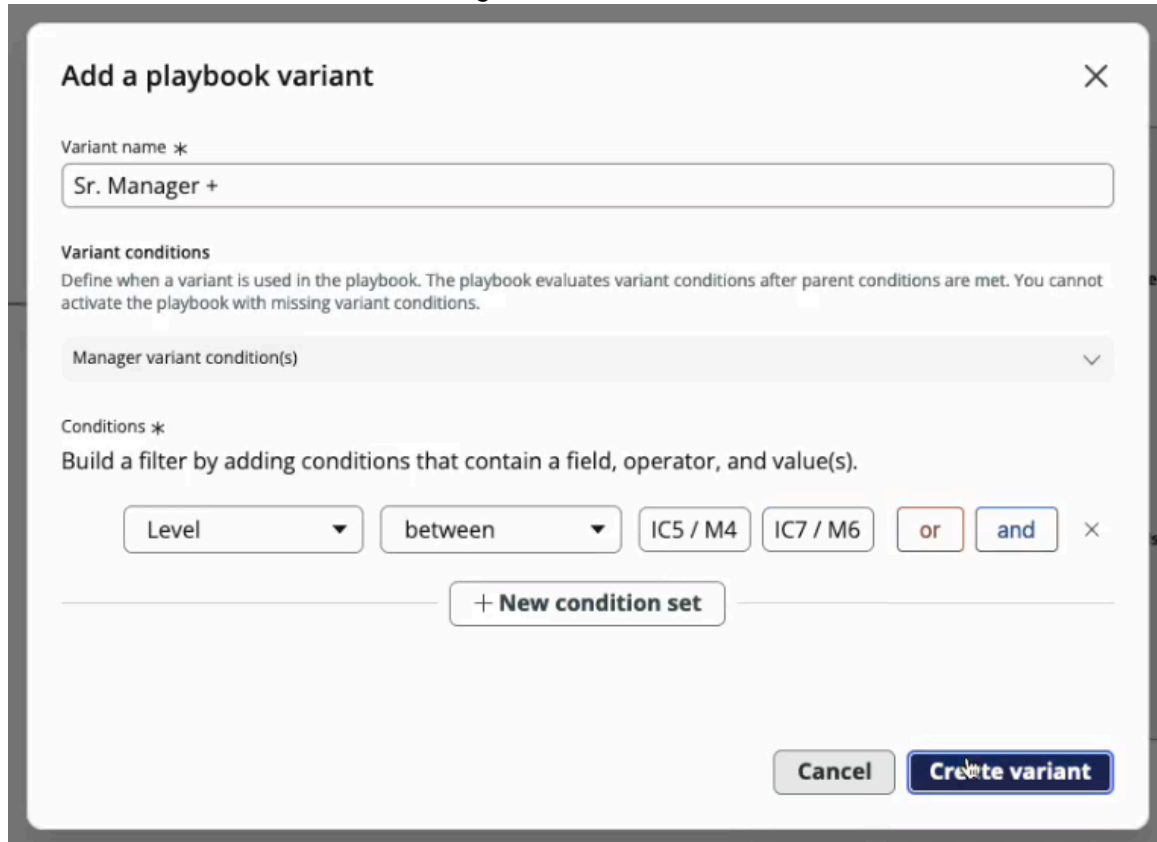 Add a playbook variant
Variant name *
Sr. Manager +
Variant conditions
Define when a variant is used in the playbook. The playbook evaluates variant conditions after parent conditions are met. You cannot
activate the playbook with missing variant conditions.
Manager variant condition(s)
Conditions *
Build a filter by adding conditions that contain a field, operator, and value(s).
Level between IC5 / M4 IC7 / M6 or and
+ New condition set
Cancel Create variant